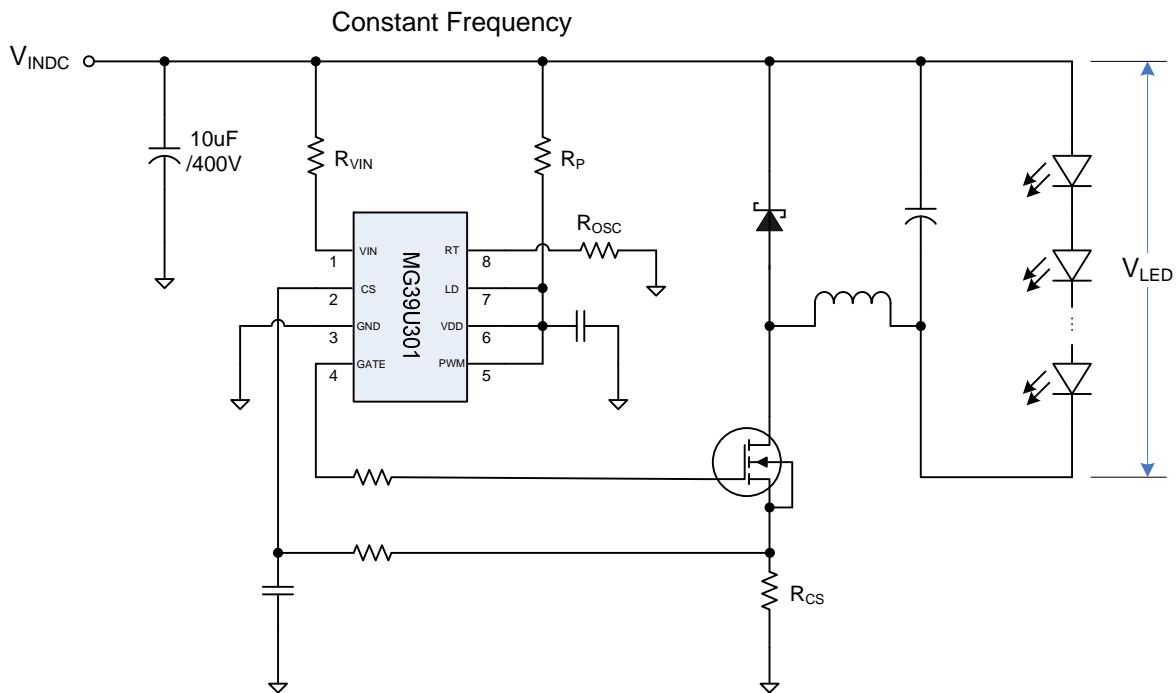 Constant Frequency
VINDC
10uF
/400V
RVIN
RP
ROSC
VIN
CS
GND
GATE
1
2
3
4
MG39U301
RT
LD
VDD
PWM
8
7
6
5
VLED
RCS